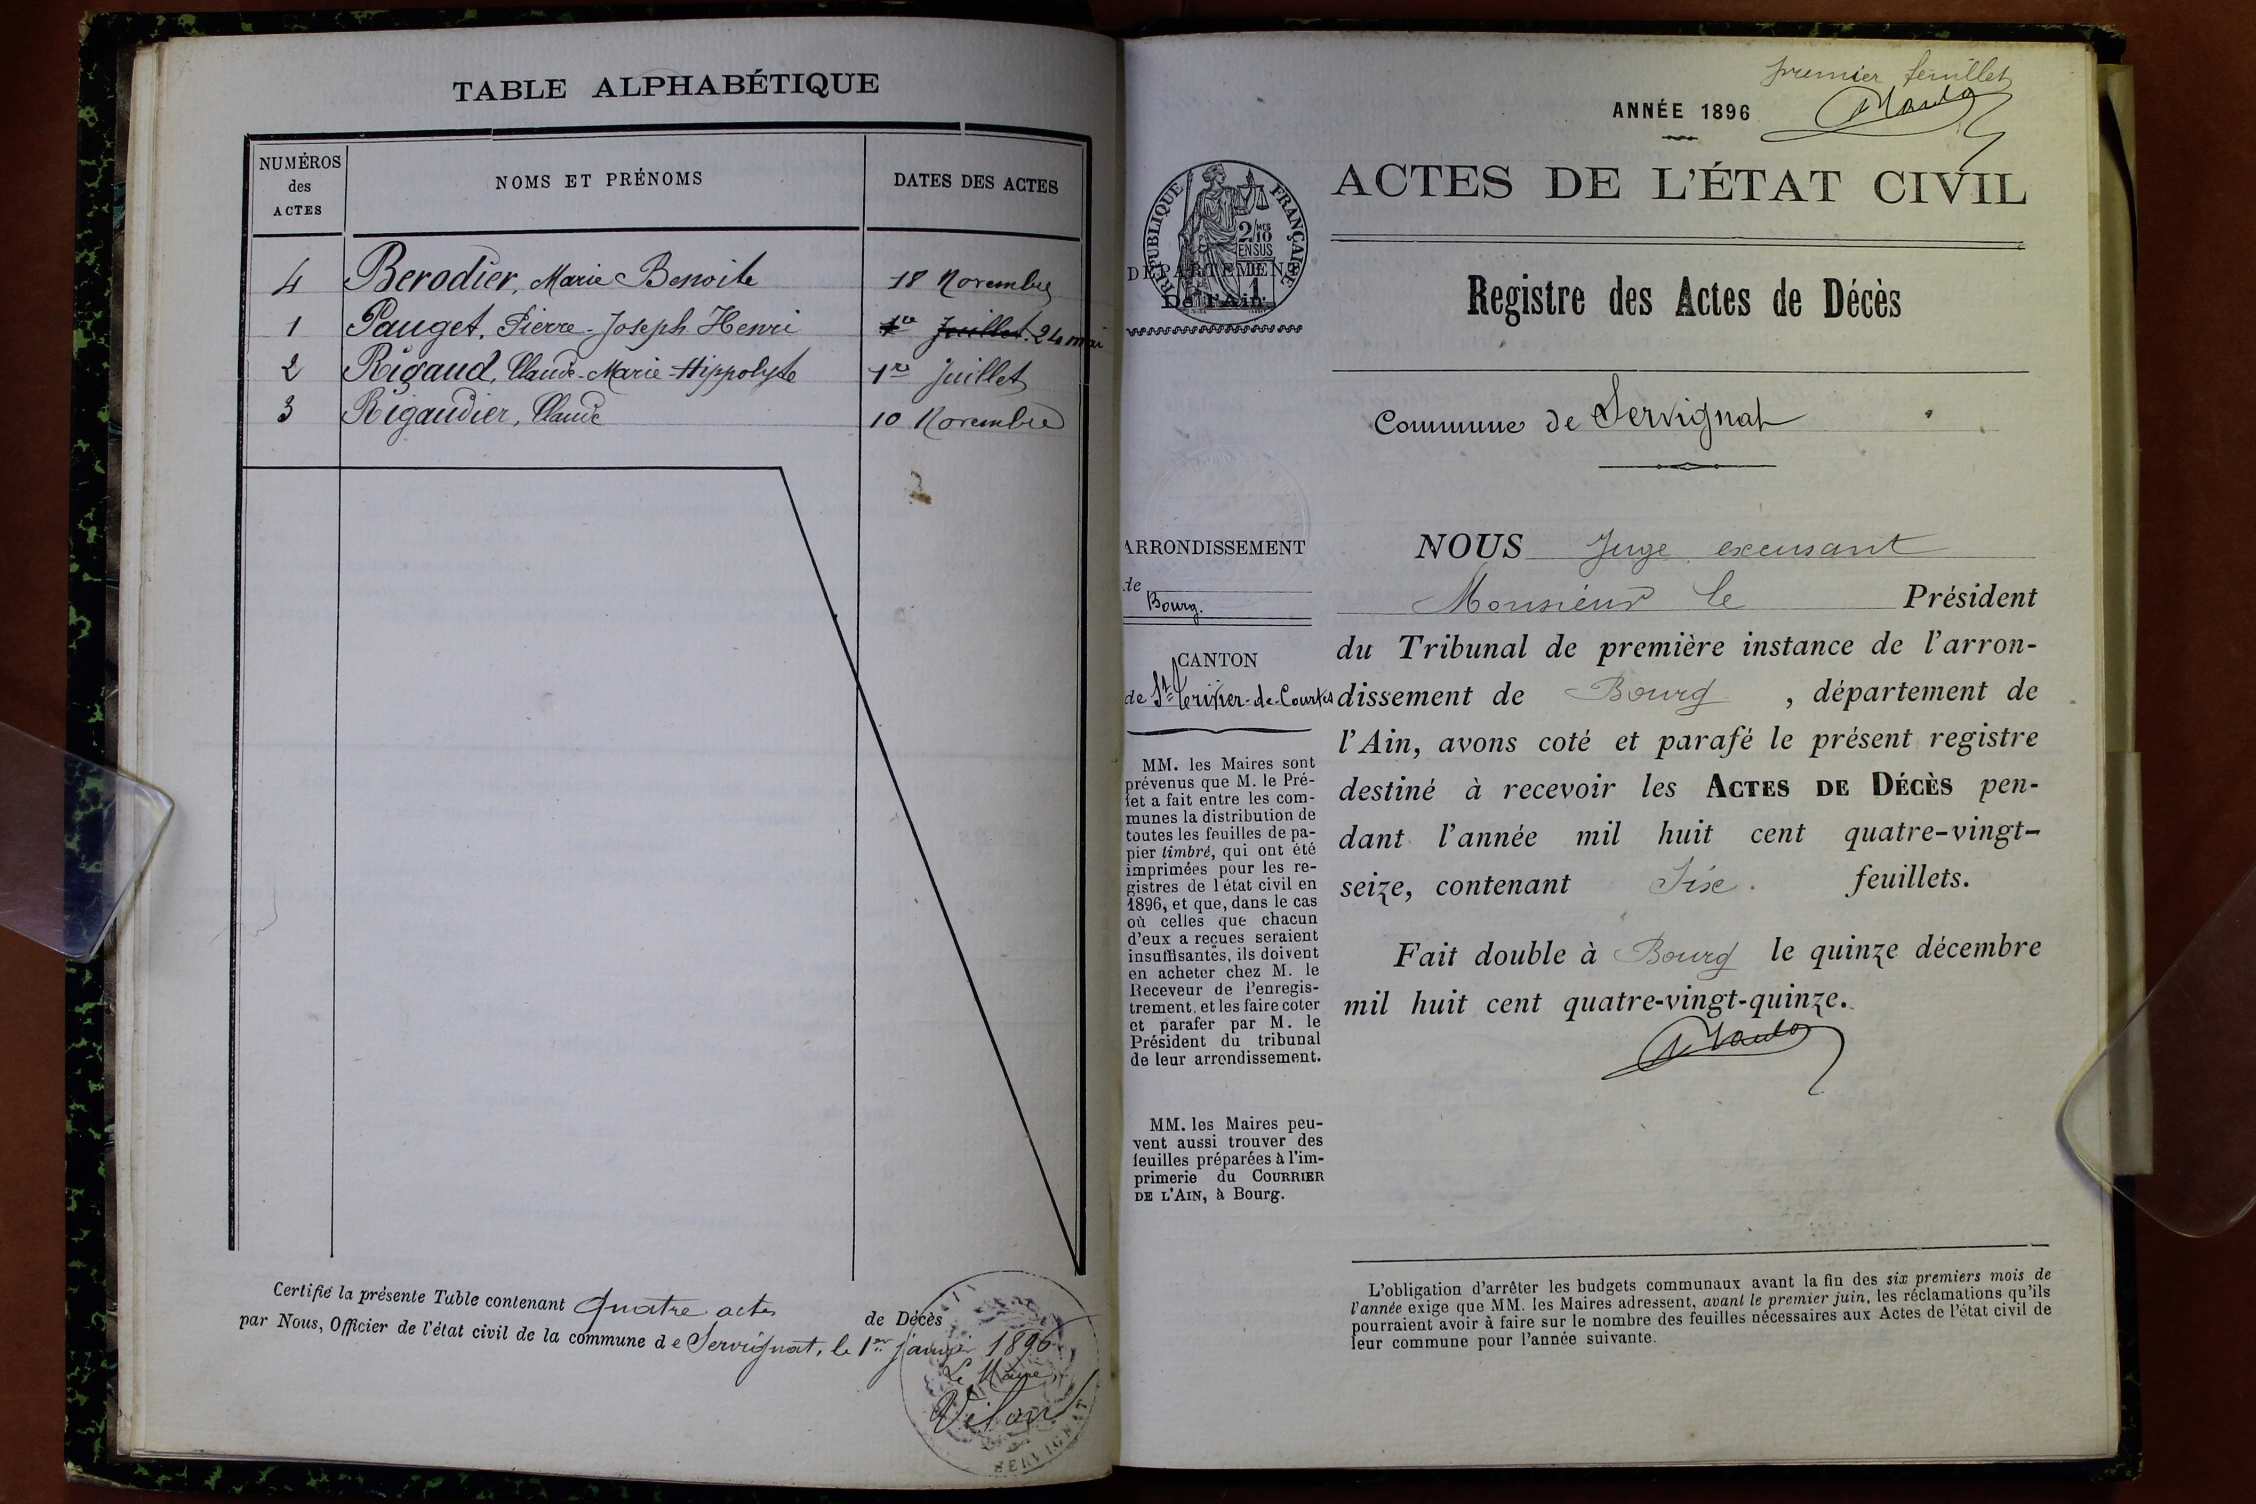 TABLE ALPHABÉTIQUE
NUMÉROS
des
ACTES
NOMS ET PRÉNOMS
DATES DES ACTES
4 Berodier, Marie Benoite 18 Novembre
1 Pauget, Pierre-Joseph Henri 1er Juillet. 24 mai
2 Rigaud, Claude-Marie-Hippolyte 1er Juillet
3 Rigaudier, Claude 10 Novembre
Certifié la présente Table contenant quatre actes de Décès
par Nous, Officier de l'état civil de la commune de Servignat, le 1er janvier 1896
Le Maire,
SERVIGNAT
premier feuillet
ANNÉE 1896
ACTES DE L'ÉTAT CIVIL
RÉPUBLIQUE FRANÇAISE
2/10 MES
EN SUS
1
DÉPARTEMENT
De l'Ain
Registre des Actes de Décès
Commune de Servignat
ARRONDISSEMENT
de
Bourg.
CANTON
de St Trivier-de-Courtes
MM. les Maires sont
prévenus que M. le Pré-
fet a fait entre les com-
munes la distribution de
toutes les feuilles de pa-
pier timbré, qui ont été
imprimées pour les re-
gistres de l'état civil en
1896, et que, dans le cas
où celles que chacun
d'eux a reçues seraient
insuffisantes, ils doivent
en acheter chez M. le
Receveur de l'enregis-
trement, et les faire coter
et parafer par M. le
Président du tribunal
de leur arrondissement.
MM. les Maires peu-
vent aussi trouver des
feuilles préparées à l'im-
primerie du COURRIER
DE L'AIN, à Bourg.
NOUS Juge excusant
Monsieur le Président
du Tribunal de première instance de l'arron-
dissement de Bourg, département de
l'Ain, avons coté et parafé le présent registre
destiné à recevoir les ACTES DE DÉCÈS pen-
dant l'année mil huit cent quatre-vingt-
seize, contenant Six. feuillets.
Fait double à Bourg le quinze décembre
mil huit cent quatre-vingt-quinze.
L'obligation d'arrêter les budgets communaux avant la fin des six premiers mois de
l'année exige que MM. les Maires adressent, avant le premier juin, les réclamations qu'ils
pourraient avoir à faire sur le nombre des feuilles nécessaires aux Actes de l'état civil de
leur commune pour l'année suivante.